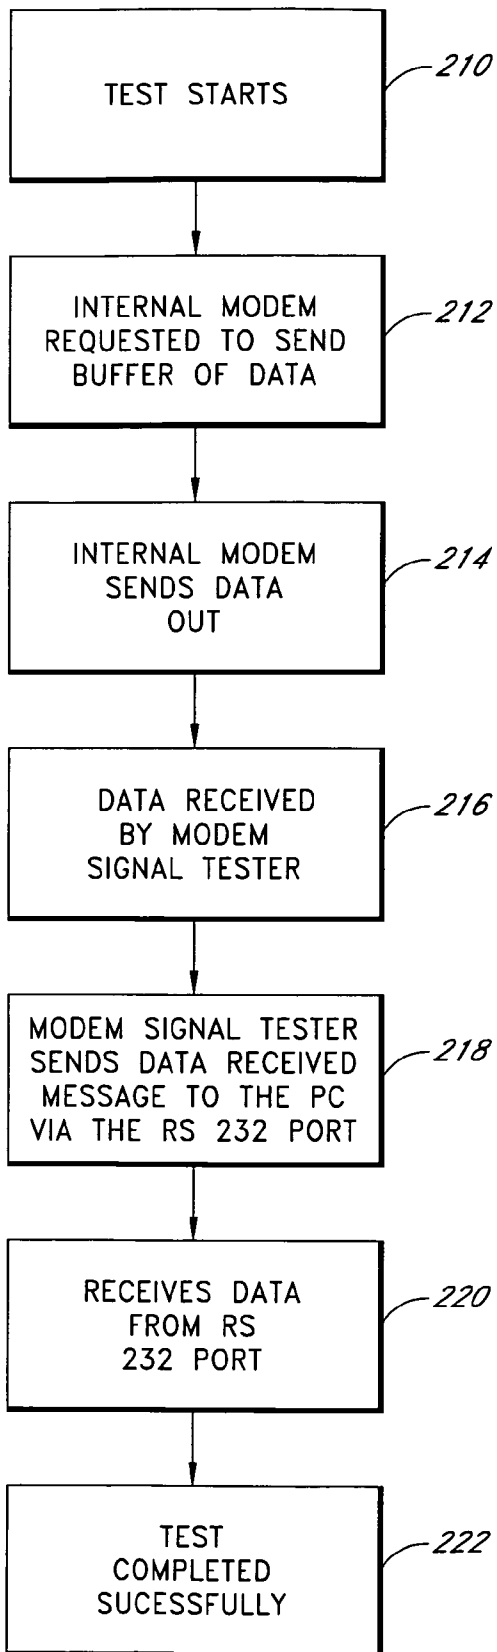 TEST STARTS
210
INTERNAL MODEM
REQUESTED TO SEND
BUFFER OF DATA
212
INTERNAL MODEM
SENDS DATA
OUT
214
DATA RECEIVED
BY MODEM
SIGNAL TESTER
216
MODEM SIGNAL TESTER
SENDS DATA RECEIVED
MESSAGE TO THE PC
VIA THE RS 232 PORT
218
RECEIVES DATA
FROM RS
232 PORT
220
TEST
COMPLETED
SUCESSFULLY
222